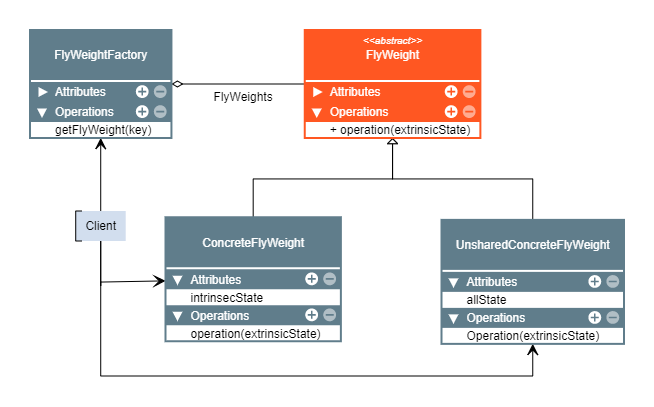 FlyWeightFactory
Attributes
Operations
getFlyWeight(key)
FlyWeights
<<abstract>>
FlyWeight
Attributes
Operations
+ operation(extrinsicState)
Client
ConcreteFlyWeight
Attributes
intrinsecState
Operations
operation(extrinsicState)
UnsharedConcreteFlyWeight
Attributes
allState
Operations
Operation(extrinsicState)